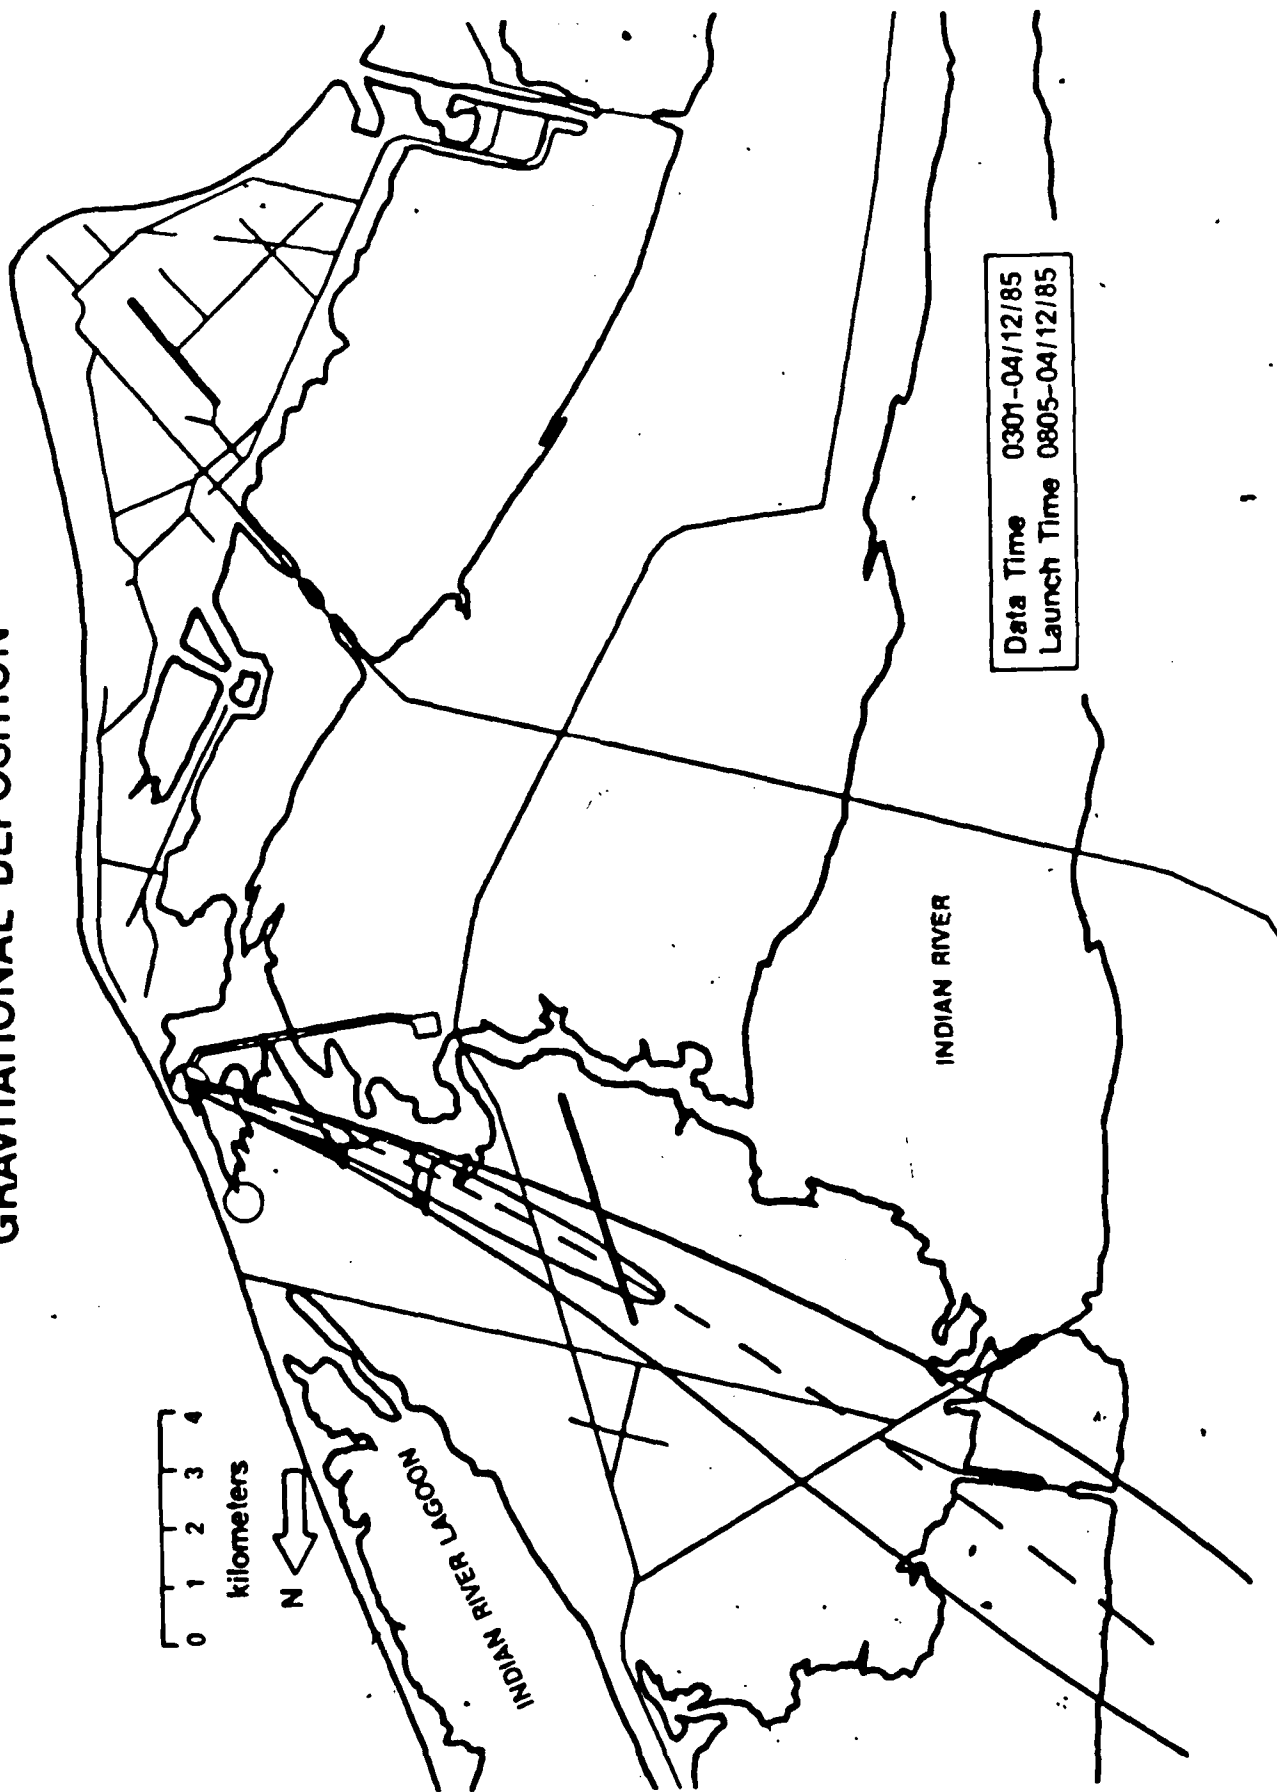 GRAVITATIONAL DEPOSITION
0 1 2 3 4
kilometers
N
INDIAN RIVER LAGOON
INDIAN RIVER
Data Time 0301-04/12/85
Launch Time 0805-04/12/85